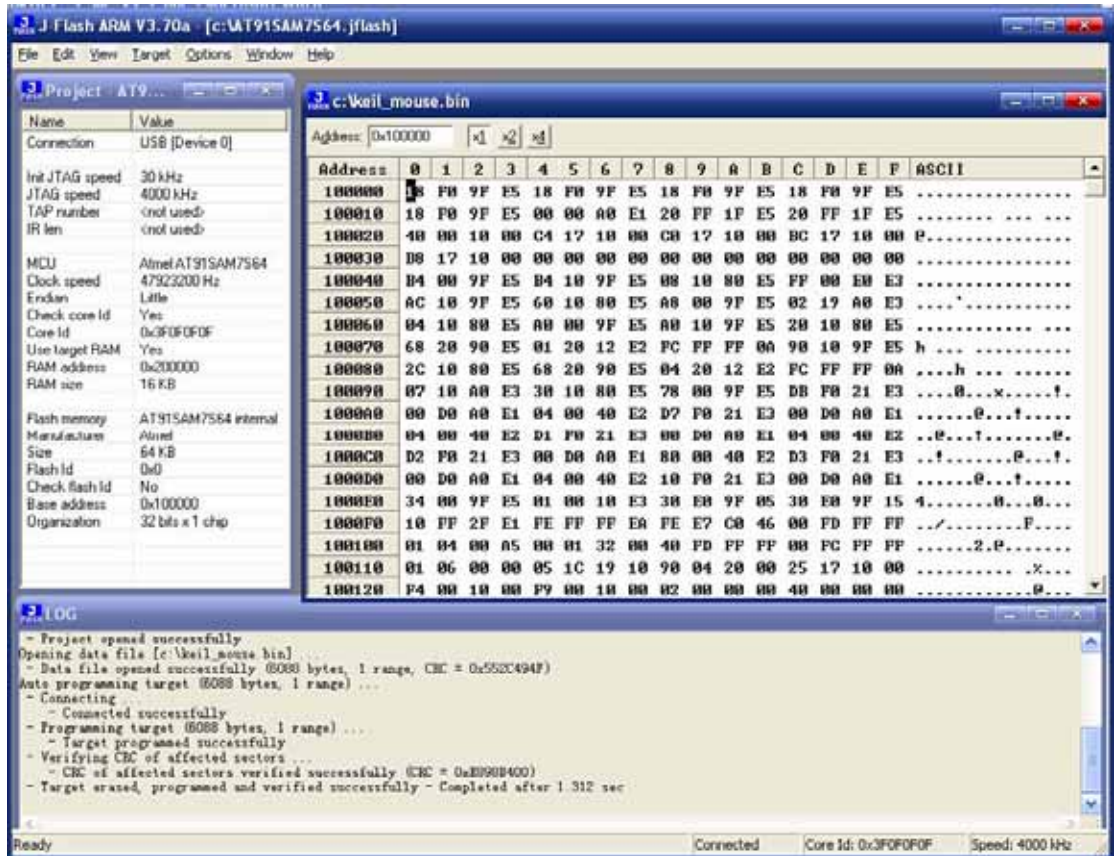 J-Flash ARM V3.70a - [c:\AT91SAM7S64.jflash]
File Edit View Target Options Window Help
Project - AT9...
Name Value
Connection USB [Device 0]
Init JTAG speed 30 kHz
JTAG speed 4000 kHz
TAP number <not used>
IR len <not used>
MCU Atmel AT91SAM7S64
Clock speed 47923200 Hz
Endian Little
Check core Id Yes
Core Id 0x3F0F0F0F
Use target RAM Yes
RAM address 0x200000
RAM size 16 KB
Flash memory AT91SAM7S64 internal
Manufacturer Atmel
Size 64 KB
Flash Id 0x0
Check flash Id No
Base address 0x100000
Organization 32 bits x 1 chip
c:\keil_mouse.bin
Address: 0x100000 x1 x2 x4
Address 0 1 2 3 4 5 6 7 8 9 A B C D E F ASCII
100000 18 F0 9F E5 18 F0 9F E5 18 F0 9F E5 18 F0 9F E5 ................
100010 18 F0 9F E5 00 00 A0 E1 20 FF 1F E5 20 FF 1F E5 ........ ... ...
100020 40 00 10 00 C4 17 10 00 C0 17 10 00 BC 17 10 00 @...............
100030 D8 17 10 00 00 00 00 00 00 00 00 00 00 00 00 00 ................
100040 B4 00 9F E5 B4 10 9F E5 08 10 80 E5 FF 00 E0 E3 ................
100050 AC 10 9F E5 60 10 80 E5 A8 00 9F E5 02 19 A0 E3 ....`...........
100060 04 10 80 E5 A0 00 9F E5 A0 10 9F E5 20 10 80 E5 ............ ...
100070 68 20 90 E5 01 20 12 E2 FC FF FF 0A 90 10 9F E5 h ... ..........
100080 2C 10 80 E5 68 20 90 E5 04 20 12 E2 FC FF FF 0A ....h ... ......
100090 07 10 A0 E3 30 10 80 E5 78 00 9F E5 DB F0 21 E3 ....0...x.....!.
1000A0 00 D0 A0 E1 04 00 40 E2 D7 F0 21 E3 00 D0 A0 E1 ......@...!.....
1000B0 04 00 40 E2 D1 F0 21 E3 00 D0 A0 E1 04 00 40 E2 ..@...!.......@.
1000C0 D2 F0 21 E3 00 D0 A0 E1 80 00 40 E2 D3 F0 21 E3 ..!.......@...!.
1000D0 00 D0 A0 E1 04 00 40 E2 10 F0 21 E3 00 D0 A0 E1 ......@...!.....
1000E0 34 00 9F E5 01 00 10 E3 30 E0 9F 05 30 E0 9F 15 4.......0...0...
1000F0 10 FF 2F E1 FE FF FF EA FE E7 C0 46 00 FD FF FF ../........F....
100100 01 04 00 A5 00 01 32 00 40 FD FF FF 00 FC FF FF ......2.@.......
100110 01 06 00 00 05 1C 19 10 90 04 20 00 25 17 10 00 .......... .%...
100120 F4 00 10 00 F9 00 10 00 02 00 00 00 40 00 00 00 ............@...
LOG
- Project opened successfully
Opening data file [c:\keil_mouse.bin] ...
- Data file opened successfully (6088 bytes, 1 range, CRC = 0x552C494F)
Auto programming target (6088 bytes, 1 range) ...
- Connecting ...
- Connected successfully
- Programming target (6088 bytes, 1 range) ...
- Target programmed successfully
- Verifying CRC of affected sectors ...
- CRC of affected sectors verified successfully
- Target erased, programmed and verified successfully - Completed after 1.312 sec
Ready Connected Core Id: 0x3F0F0F0F Speed: 4000 kHz